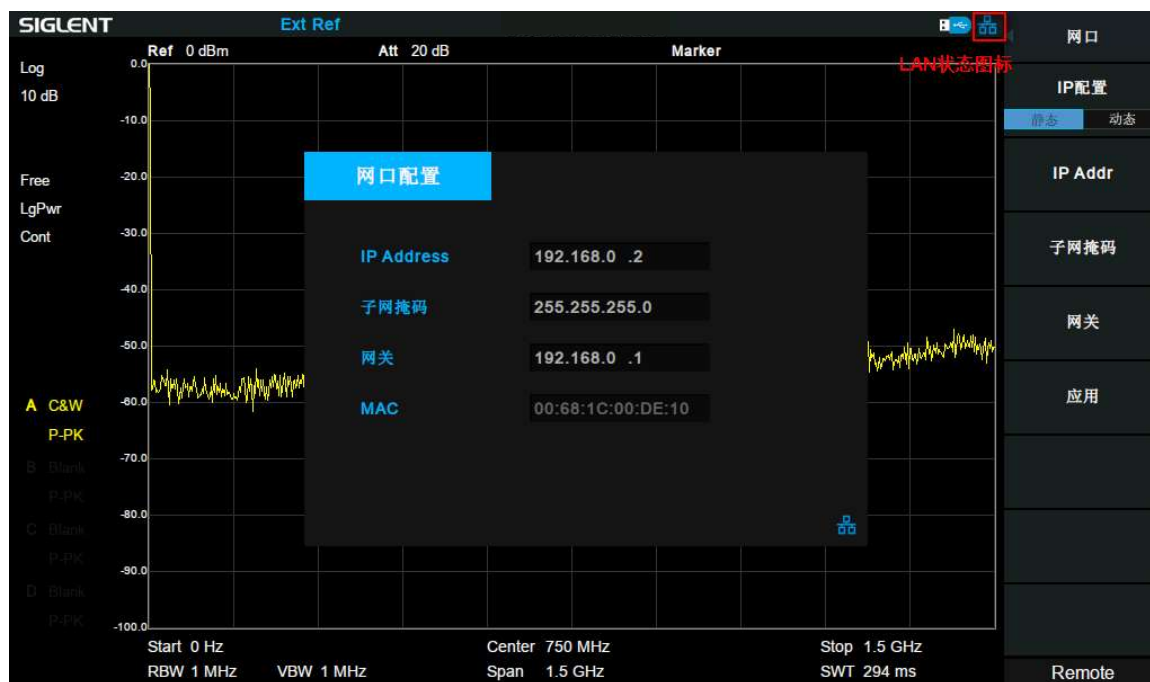 SIGLENT Ext Ref
网口
Ref 0 dBm Att 20 dB Marker
LAN状态图标
Log
10 dB
IP配置
静态 动态
Free
LgPwr
Cont
0.0
-10.0
-20.0
-30.0
-40.0
-50.0
-60.0
-70.0
-80.0
-90.0
-100.0
网口配置
IP Address 192.168.0 .2
子网掩码 255.255.255.0
网关 192.168.0 .1
MAC 00:68:1C:00:DE:10
IP Addr
子网掩码
网关
应用
A C&W
P-PK
B Blank
P-PK
C Blank
P-PK
D Blank
P-PK
Start 0 Hz Center 750 MHz Stop 1.5 GHz
RBW 1 MHz VBW 1 MHz Span 1.5 GHz SWT 294 ms
Remote